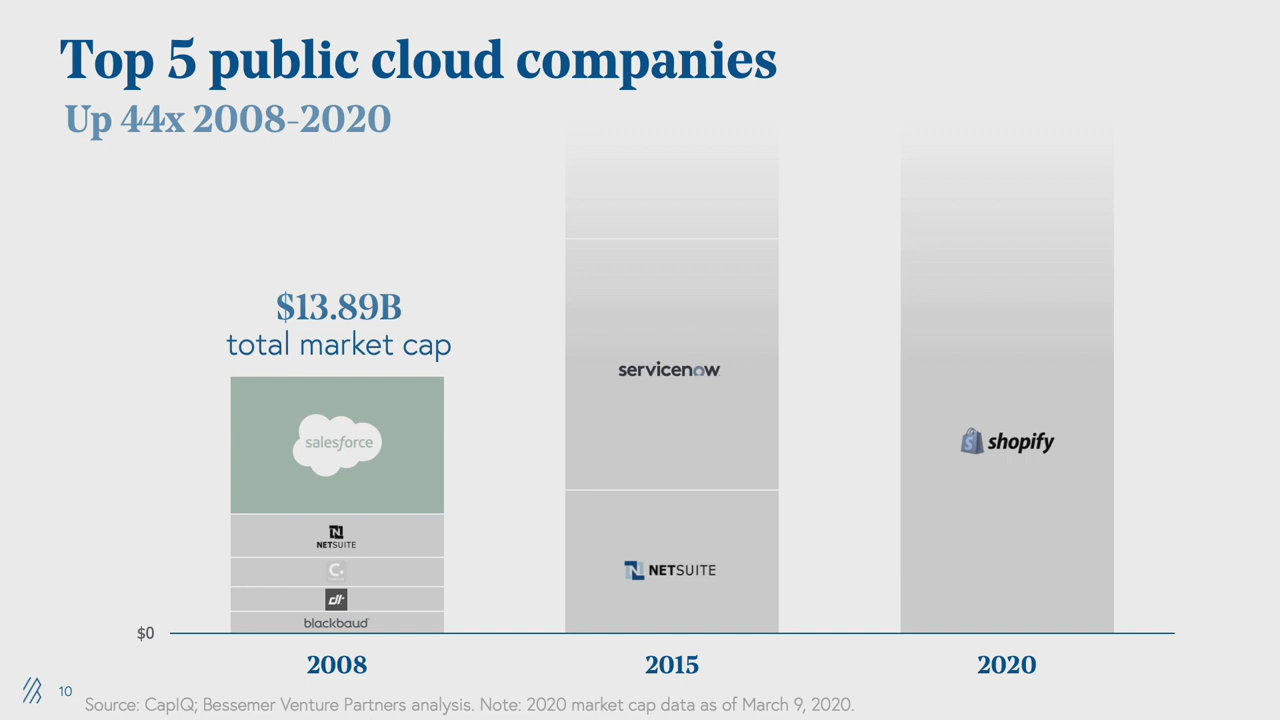 Top 5 public cloud companies
Up 44x 2008-2020
$13.89B
total market cap
salesforce
NETSUITE
blackbaud
servicenow
NETSUITE
shopify
$0
2008
2015
2020
10
Source: CapIQ; Bessemer Venture Partners analysis. Note: 2020 market cap data as of March 9, 2020.